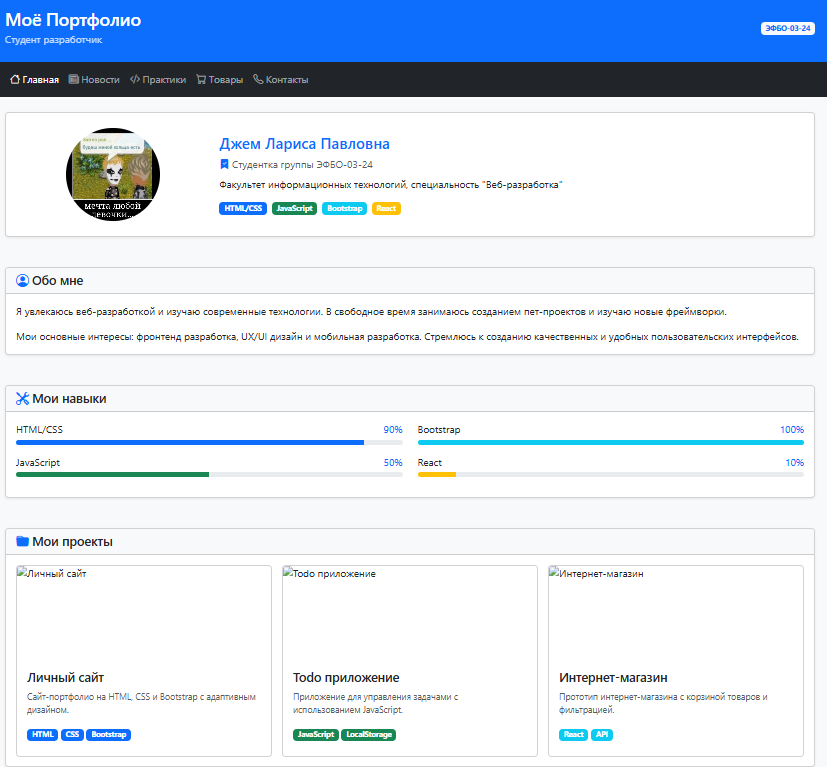 Моё Портфолио
Студент разработчик
ЭФБО-03-24
Главная Новости Практики Товары Контакты
будеш меной кольца есть
мечта любой
девочки...
Джем Лариса Павловна
Студентка группы ЭФБО-03-24
Факультет информационных технологий, специальность "Веб-разработка"
HTML/CSS JavaScript Bootstrap React
Обо мне
Я увлекаюсь веб-разработкой и изучаю современные технологии. В свободное время занимаюсь созданием пет-проектов и изучаю новые фреймворки.
Мои основные интересы: фронтенд разработка, UX/UI дизайн и мобильная разработка. Стремлюсь к созданию качественных и удобных пользовательских интерфейсов.
Мои навыки
HTML/CSS 90% Bootstrap 100%
JavaScript 50% React 10%
Мои проекты
Личный сайт Todo приложение Интернет-магазин
Личный сайт
Сайт-портфолио на HTML, CSS и Bootstrap с адаптивным
дизайном.
HTML CSS Bootstrap
Todo приложение
Приложение для управления задачами с
использованием JavaScript.
JavaScript LocalStorage
Интернет-магазин
Прототип интернет-магазина с корзиной товаров и
фильтрацией.
React API